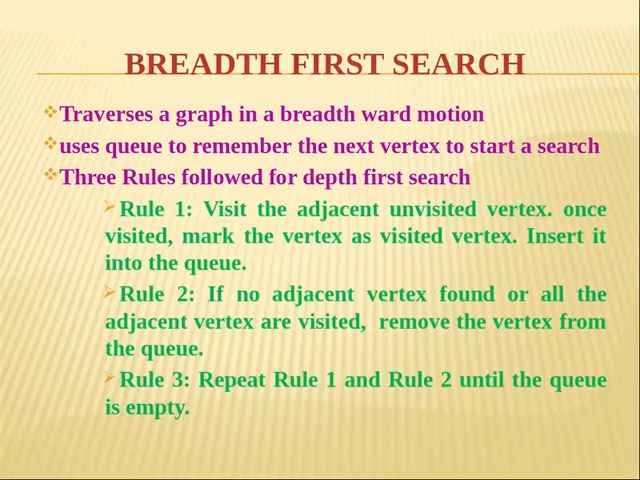 BREADTH FIRST SEARCH
Traverses a graph in a breadth ward motion
uses queue to remember the next vertex to start a search
Three Rules followed for depth first search
Rule 1: Visit the adjacent unvisited vertex. once
visited, mark the vertex as visited vertex. Insert it
into the queue.
Rule 2: If no adjacent vertex found or all the
adjacent vertex are visited, remove the vertex from
the queue.
Rule 3: Repeat Rule 1 and Rule 2 until the queue
is empty.